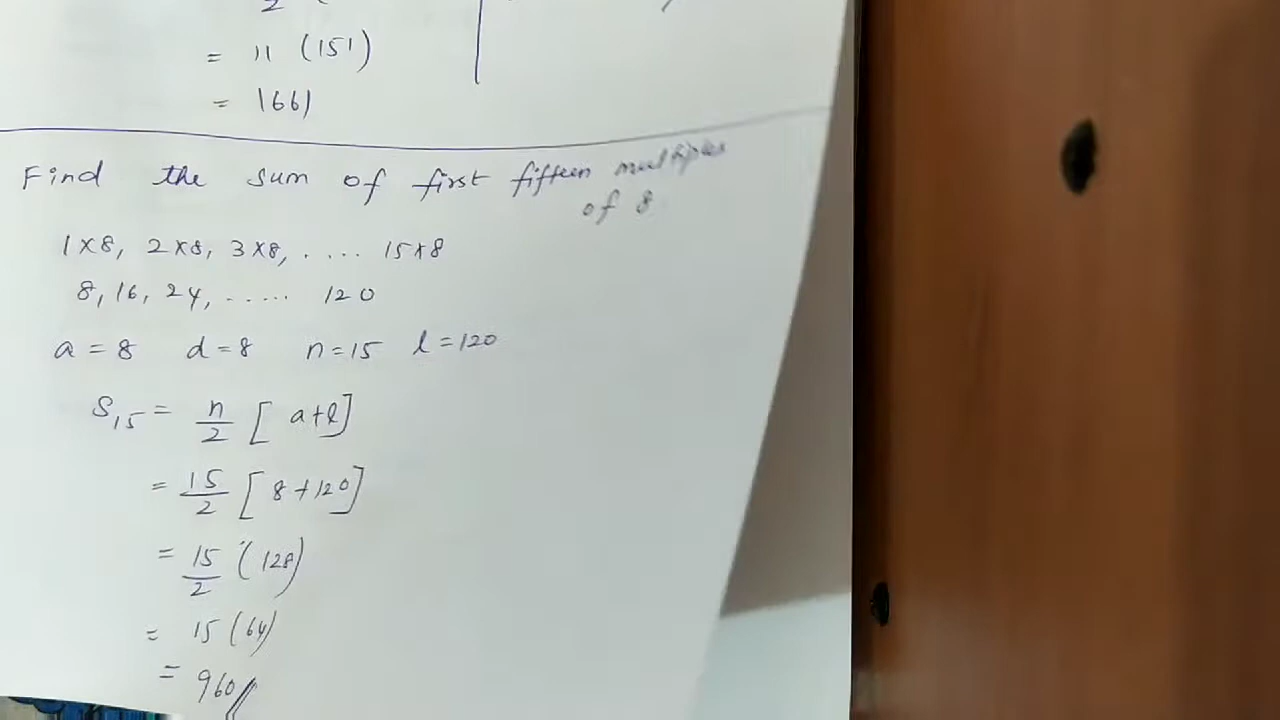 2
= 11 (151)
= 1661
Find the sum of first fifteen multiples
of 8
1×8, 2×8, 3×8, . .... 15×8
8, 16, 24, ...... 120
a = 8 d = 8 n = 15 l = 120
S15 = n/2 [ a+l]
= 15/2 [ 8+120]
= 15/2 (128)
= 15 (64)
= 960//